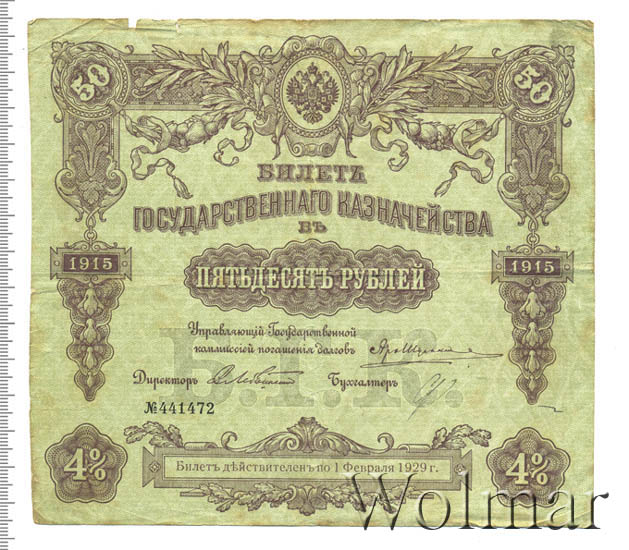 50 50
БИЛЕТЪ
ГОСУДАРСТВЕННАГО КАЗНАЧЕЙСТВА
ВЪ
1915 1915
ПЯТЬДЕСЯТЪ РУБЛЕЙ
Управляющій Государственной
коммиссіей погашенія долговъ
Б.Г.К.
Директоръ Бухгалтеръ
№441472
4% 4%
Билетъ дѣйствителенъ по 1 Февраля 1929 г.
Wolmar